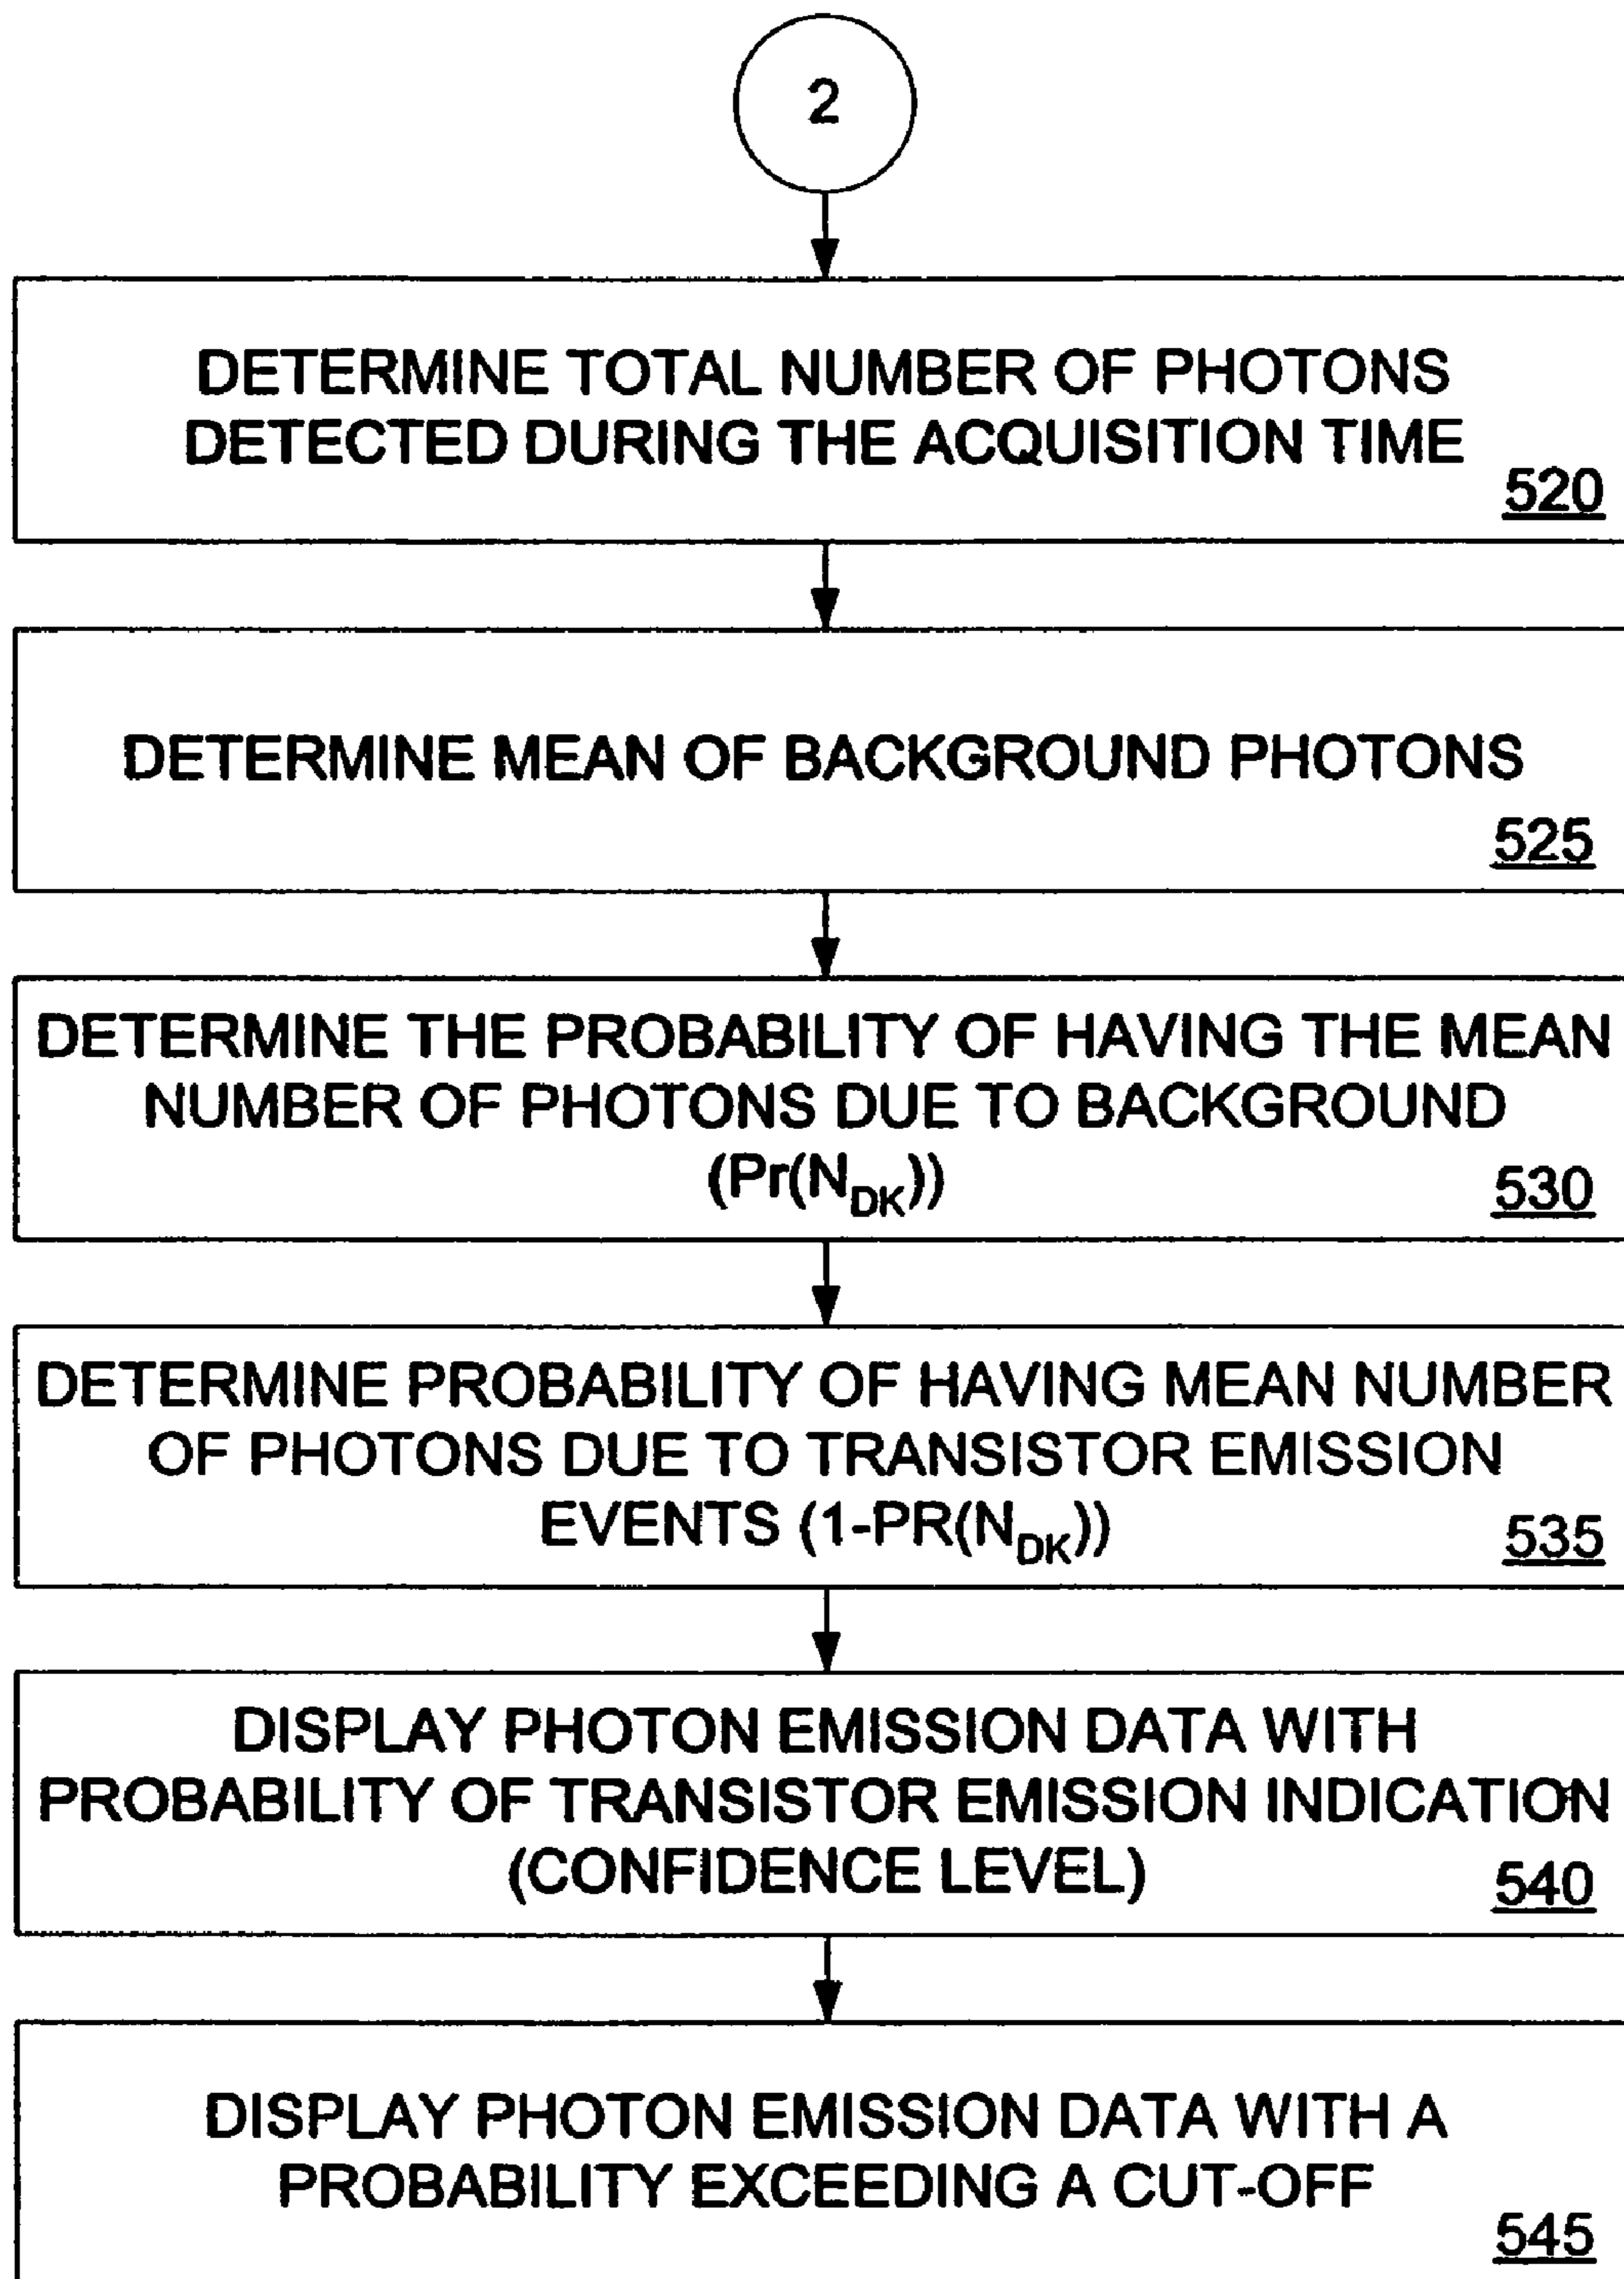 2
DETERMINE TOTAL NUMBER OF PHOTONS
DETECTED DURING THE ACQUISITION TIME
520
DETERMINE MEAN OF BACKGROUND PHOTONS
525
DETERMINE THE PROBABILITY OF HAVING THE MEAN
NUMBER OF PHOTONS DUE TO BACKGROUND
(Pr(N_DK))
530
DETERMINE PROBABILITY OF HAVING MEAN NUMBER
OF PHOTONS DUE TO TRANSISTOR EMISSION
EVENTS (1-PR(N_DK))
535
DISPLAY PHOTON EMISSION DATA WITH
PROBABILITY OF TRANSISTOR EMISSION INDICATION
(CONFIDENCE LEVEL)
540
DISPLAY PHOTON EMISSION DATA WITH A
PROBABILITY EXCEEDING A CUT-OFF
545